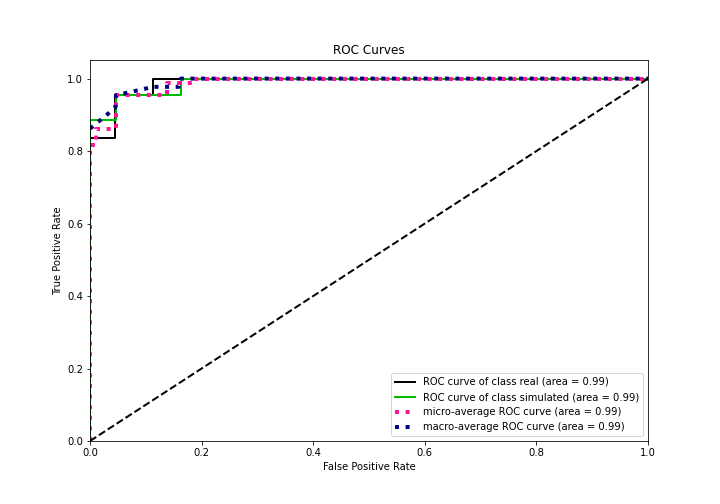 ROC Curves
True Positive Rate
1.0
0.8
0.6
0.4
0.2
0.0
0.0 0.2 0.4 0.6 0.8 1.0
False Positive Rate
ROC curve of class real (area = 0.99)
ROC curve of class simulated (area = 0.99)
micro-average ROC curve (area = 0.99)
macro-average ROC curve (area = 0.99)